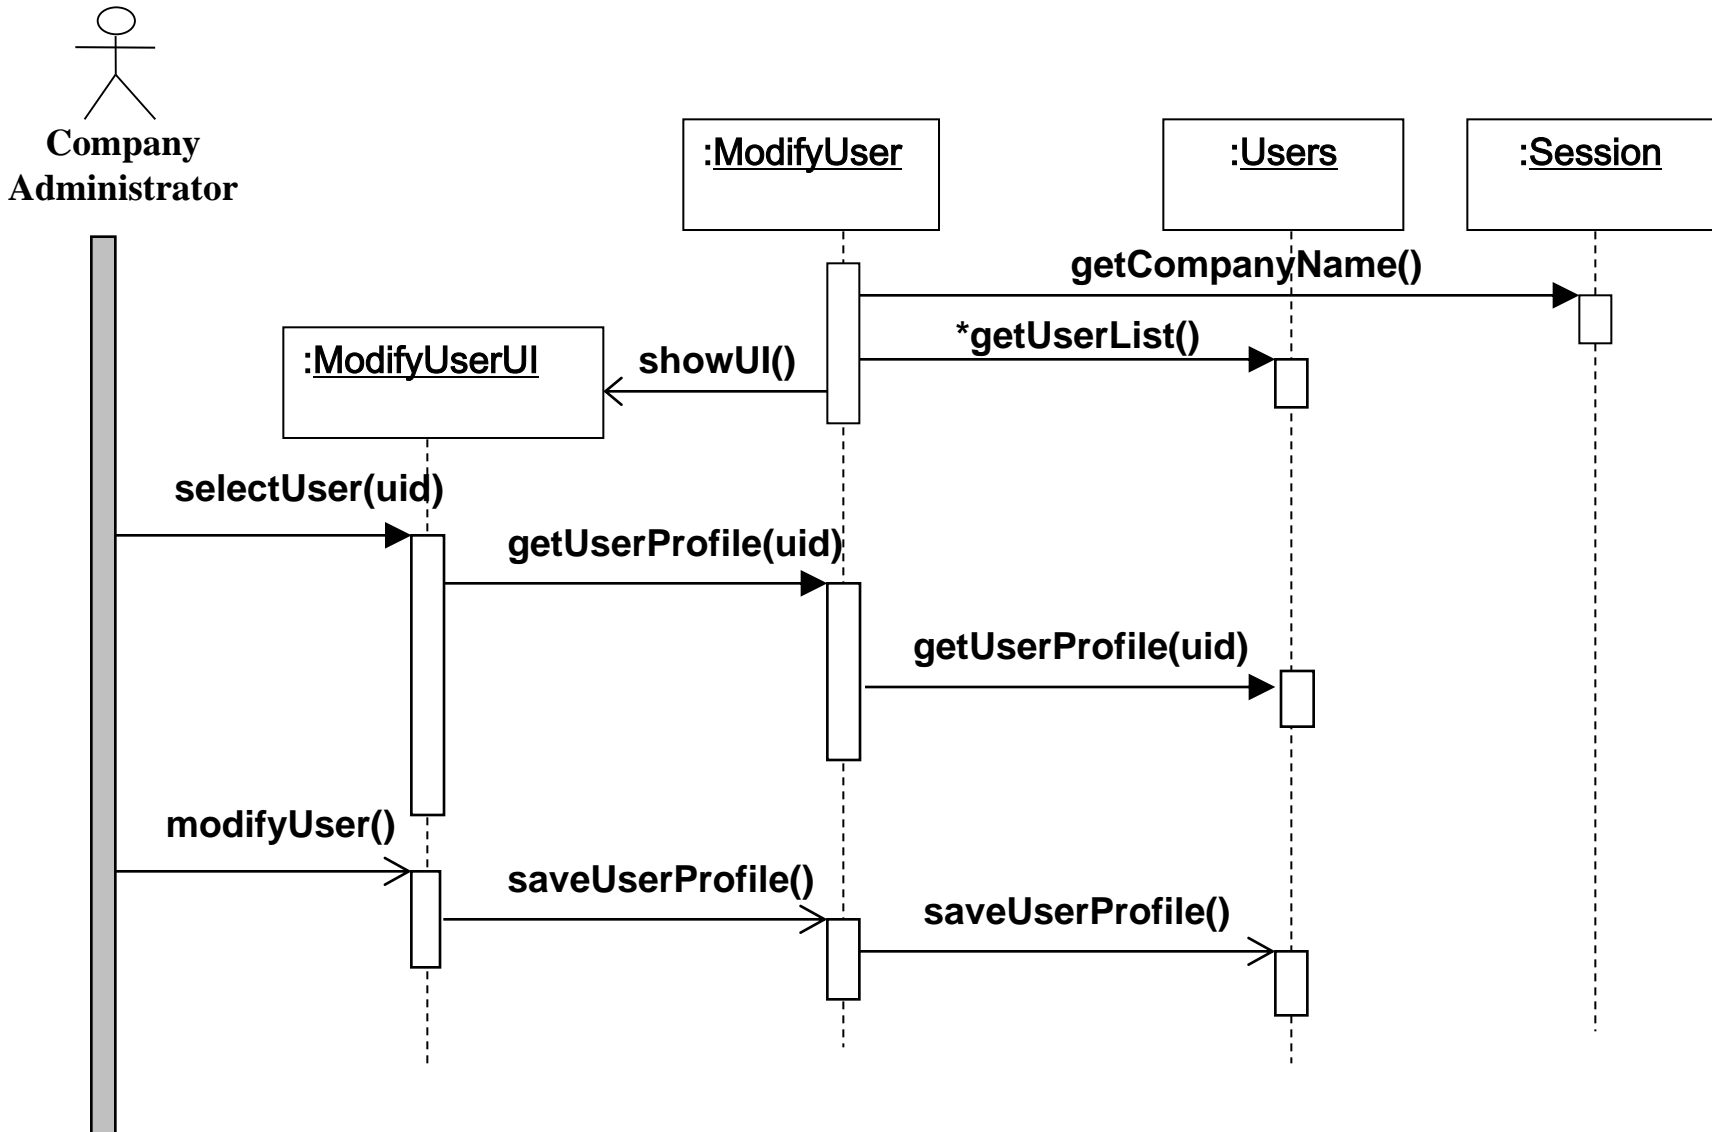 Company
Administrator
:ModifyUser
:Users
:Session
getCompanyName()
*getUserList()
:ModifyUserUI
showUI()
selectUser(uid)
getUserProfile(uid)
getUserProfile(uid)
modifyUser()
saveUserProfile()
saveUserProfile()